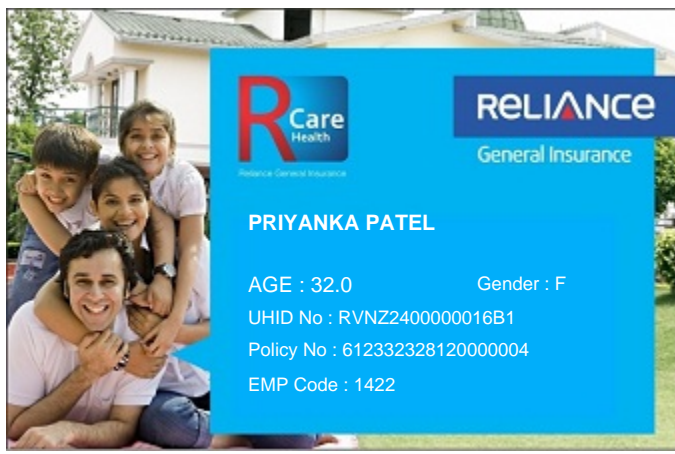 R Care
Health
Reliance General Insurance
RELIANCE
General Insurance
PRIYANKA PATEL
AGE : 32.0
Gender : F
UHID No : RVNZ2400000016B1
Policy No : 612332328120000004
EMP Code : 1422